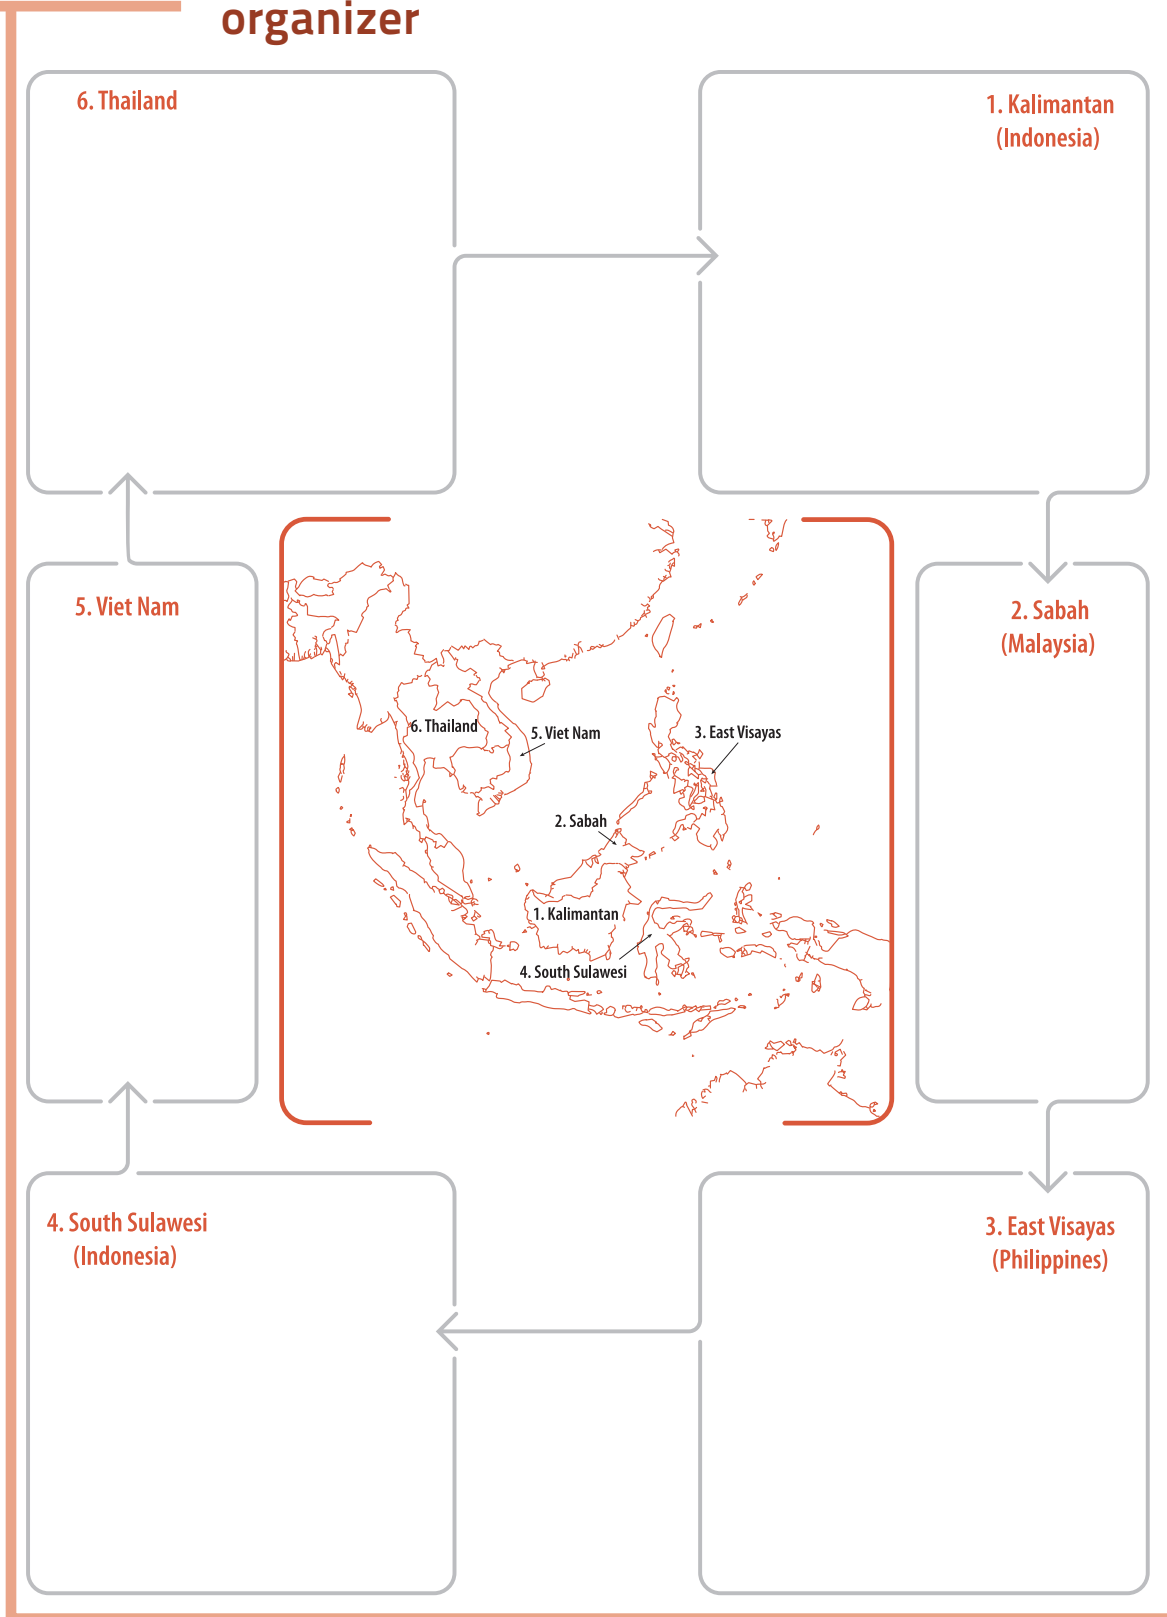 organizer
6. Thailand
1. Kalimantan
(Indonesia)
5. Viet Nam
2. Sabah
(Malaysia)
6. Thailand
5. Viet Nam
3. East Visayas
2. Sabah
1. Kalimantan
4. South Sulawesi
4. South Sulawesi
(Indonesia)
3. East Visayas
(Philippines)